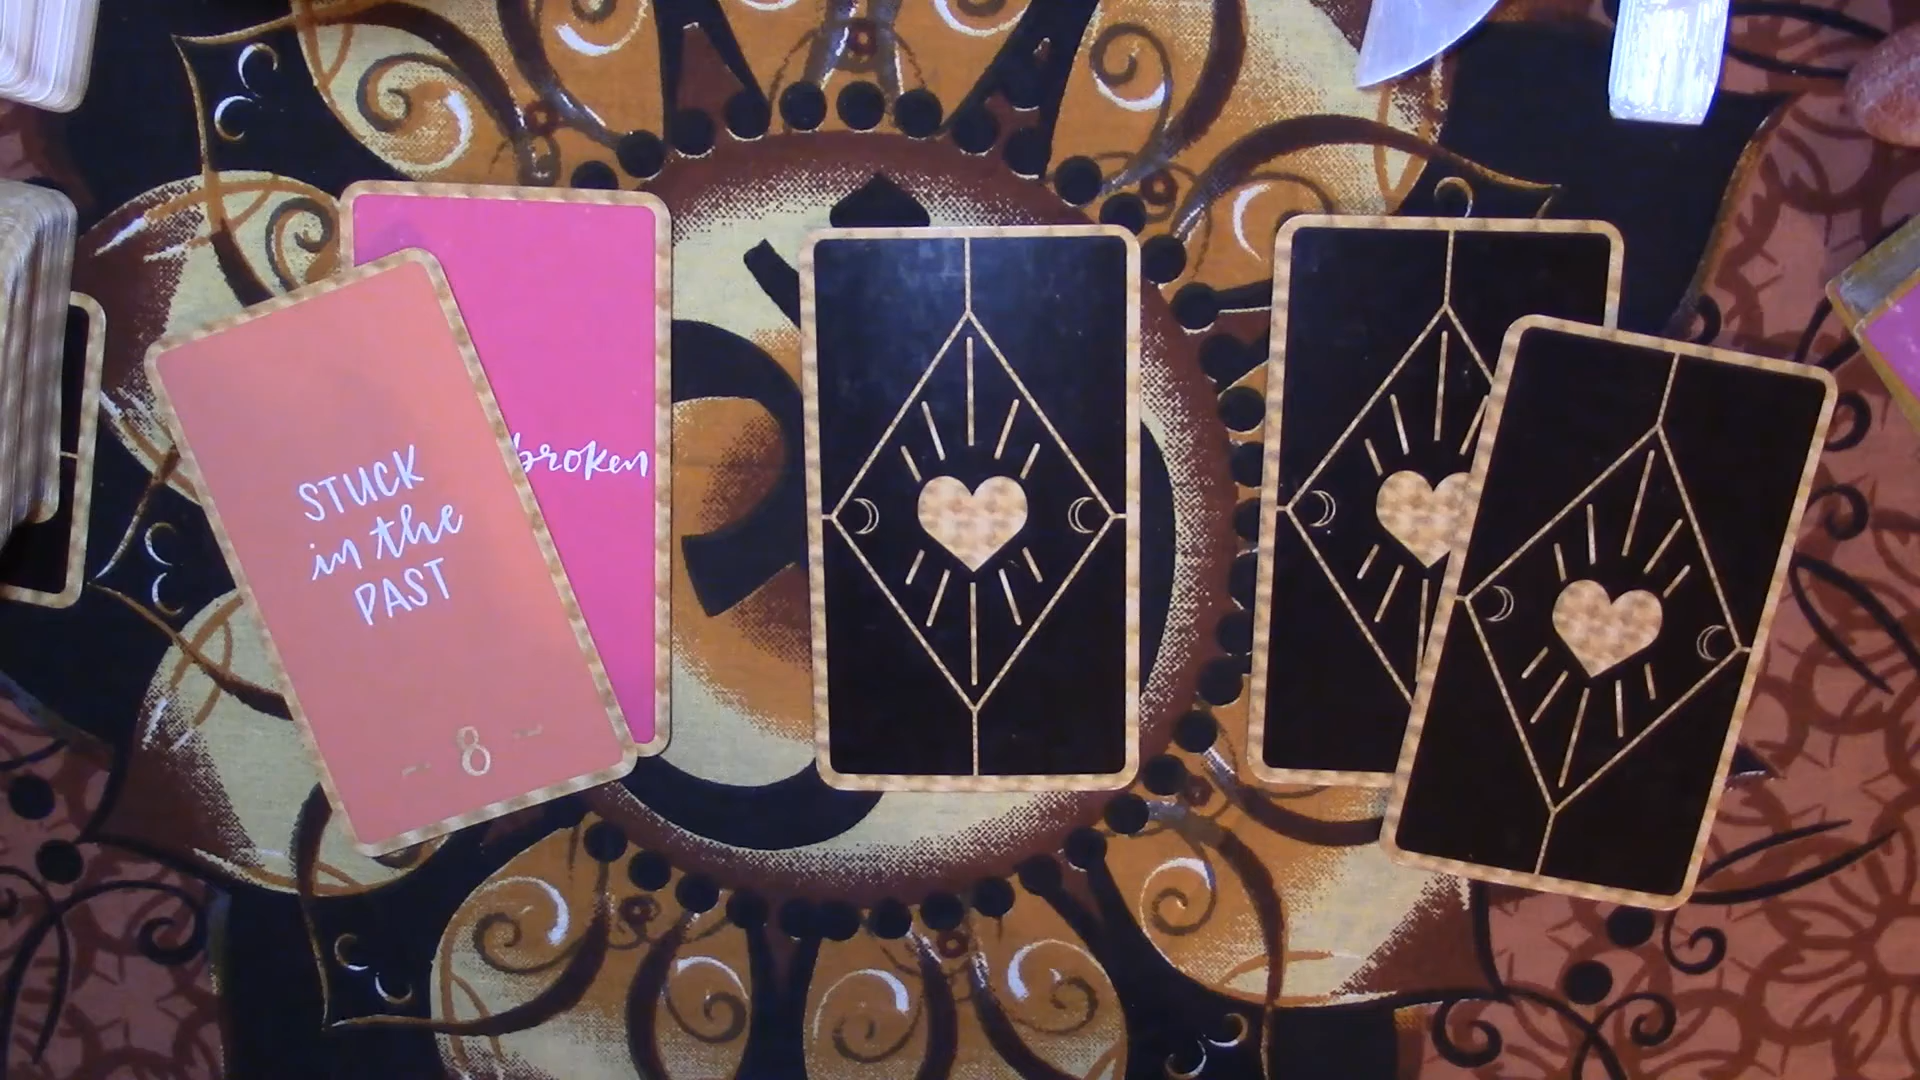 STUCK
in the
PAST
- 8 -
broken